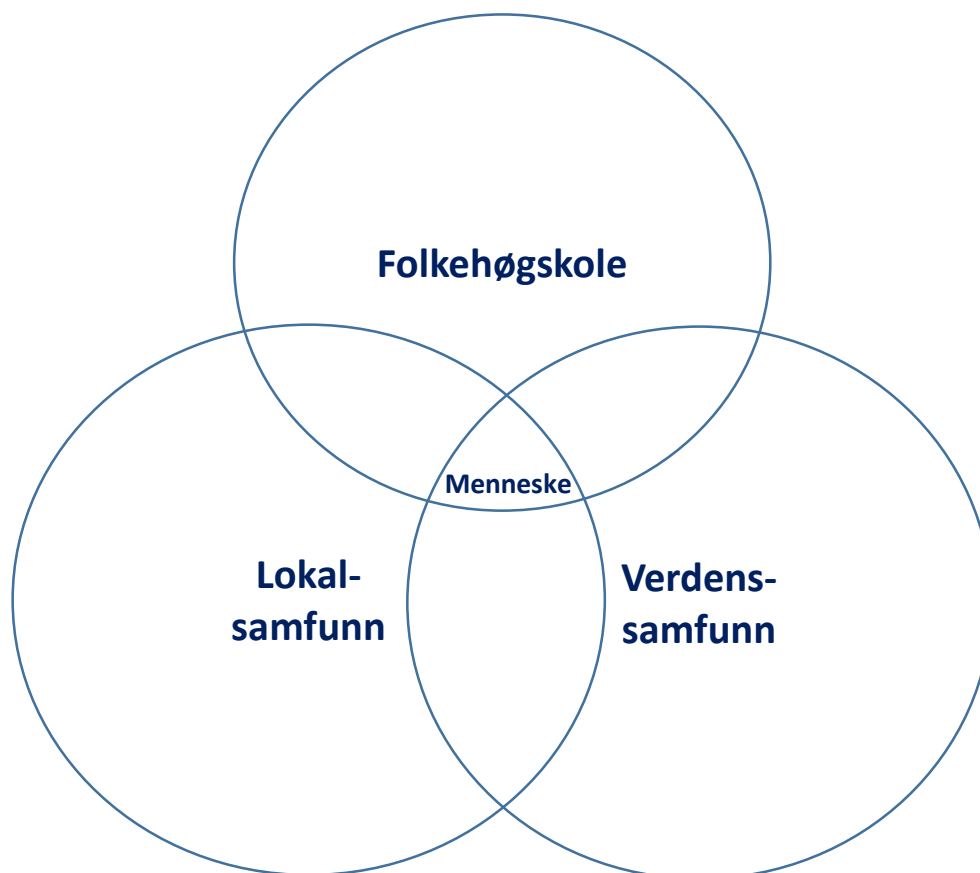 Folkehøgskole
Menneske
Lokal-
samfunn
Verdens-
samfunn